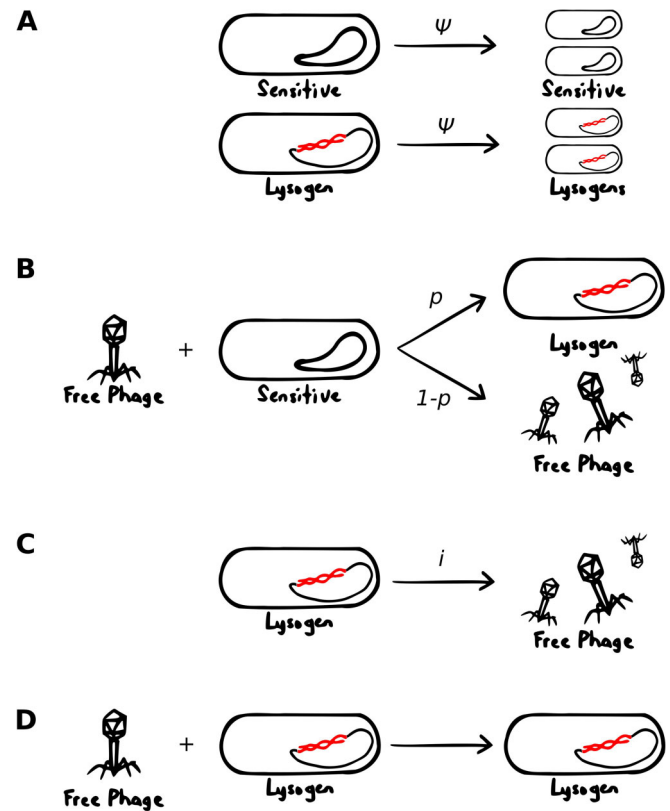 A
ψ
Sensitive
Sensitive
ψ
Lysogen
Lysogens
B
p
+
Lysogen
Free Phage
Sensitive
1-p
Free Phage
C
i
Lysogen
Free Phage
D
+
Free Phage
Lysogen
Lysogen